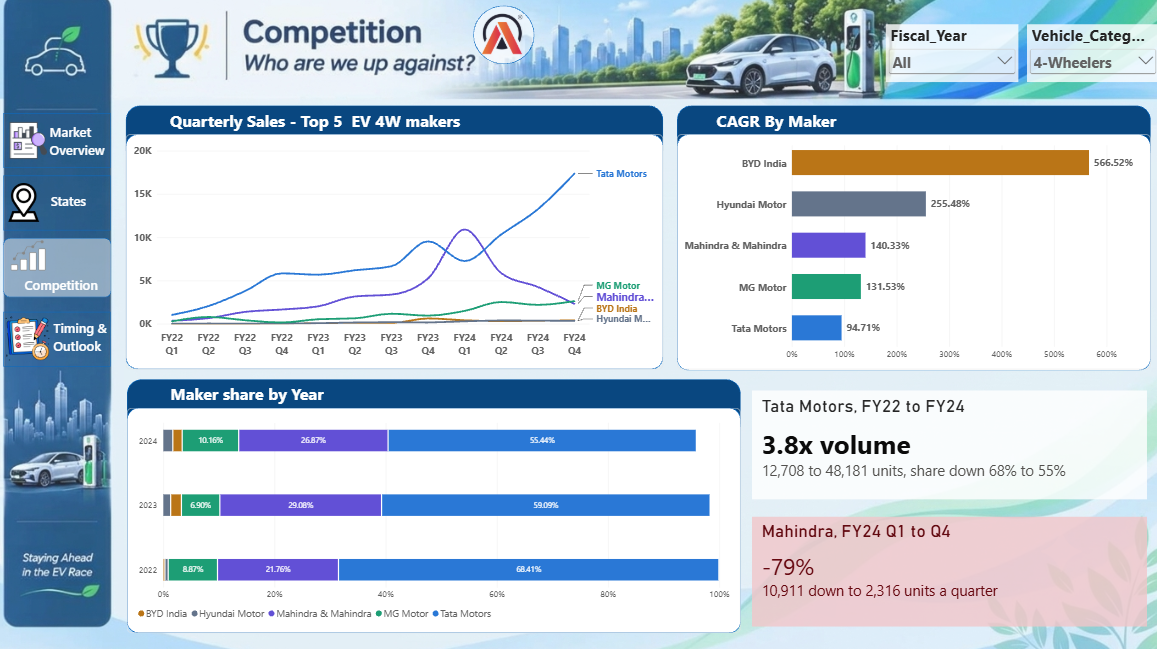 Competition
Who are we up against?
Fiscal_Year
All
Vehicle_Categ...
4-Wheelers
Market
Overview
States
Competition
Timing &
Outlook
Staying Ahead
in the EV Race
Quarterly Sales - Top 5 EV 4W makers
20K
15K
10K
5K
0K
Tata Motors
MG Motor
Mahindra...
BYD India
Hyundai M...
FY22 FY22 FY22 FY22 FY23 FY23 FY23 FY23 FY24 FY24 FY24 FY24
Q1 Q2 Q3 Q4 Q1 Q2 Q3 Q4 Q1 Q2 Q3 Q4
CAGR By Maker
BYD India 566.52%
Hyundai Motor 255.48%
Mahindra & Mahindra 140.33%
MG Motor 131.53%
Tata Motors 94.71%
0% 100% 200% 300% 400% 500% 600%
Maker share by Year
2024 10.16% 26.87% 55.44%
2023 6.90% 29.08% 59.09%
2022 8.87% 21.76% 68.41%
0% 20% 40% 60% 80% 100%
BYD India Hyundai Motor Mahindra & Mahindra MG Motor Tata Motors
Tata Motors, FY22 to FY24
3.8x volume
12,708 to 48,181 units, share down 68% to 55%
Mahindra, FY24 Q1 to Q4
-79%
10,911 down to 2,316 units a quarter